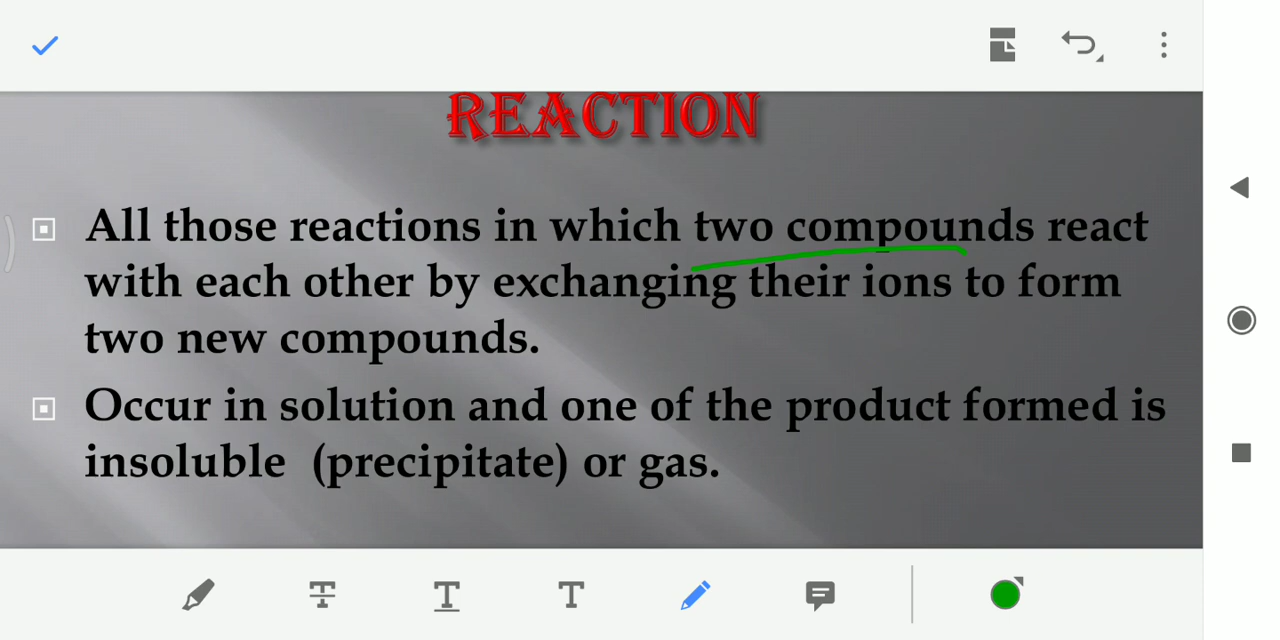 REACTION
All those reactions in which two compounds react
with each other by exchanging their ions to form
two new compounds.
Occur in solution and one of the product formed is
insoluble (precipitate) or gas.